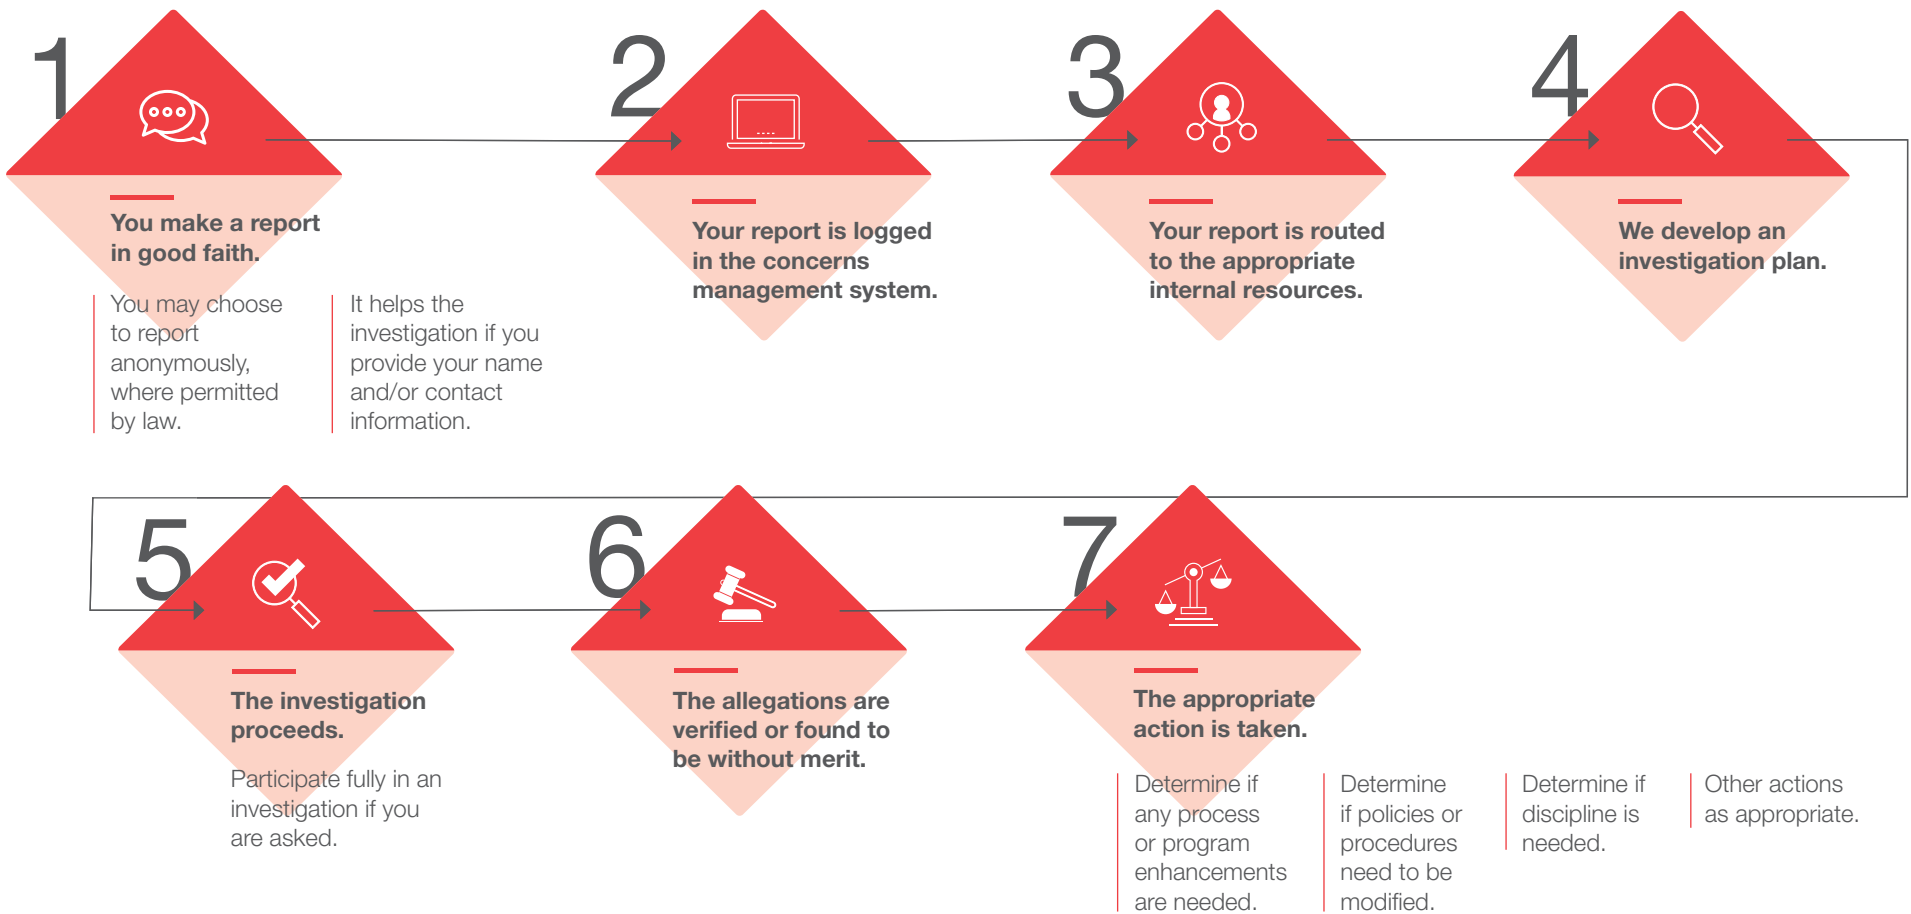 1
You make a report
in good faith.
You may choose
to report
anonymously,
where permitted
by law.
It helps the
investigation if you
provide your name
and/or contact
information.
2
Your report is logged
in the concerns
management system.
3
Your report is routed
to the appropriate
internal resources.
4
We develop an
investigation plan.
5
The investigation
proceeds.
Participate fully in an
investigation if you
are asked.
6
The allegations are
verified or found to
be without merit.
7
The appropriate
action is taken.
Determine if
any process
or program
enhancements
are needed.
Determine
if policies or
procedures
need to be
modified.
Determine if
discipline is
needed.
Other actions
as appropriate.